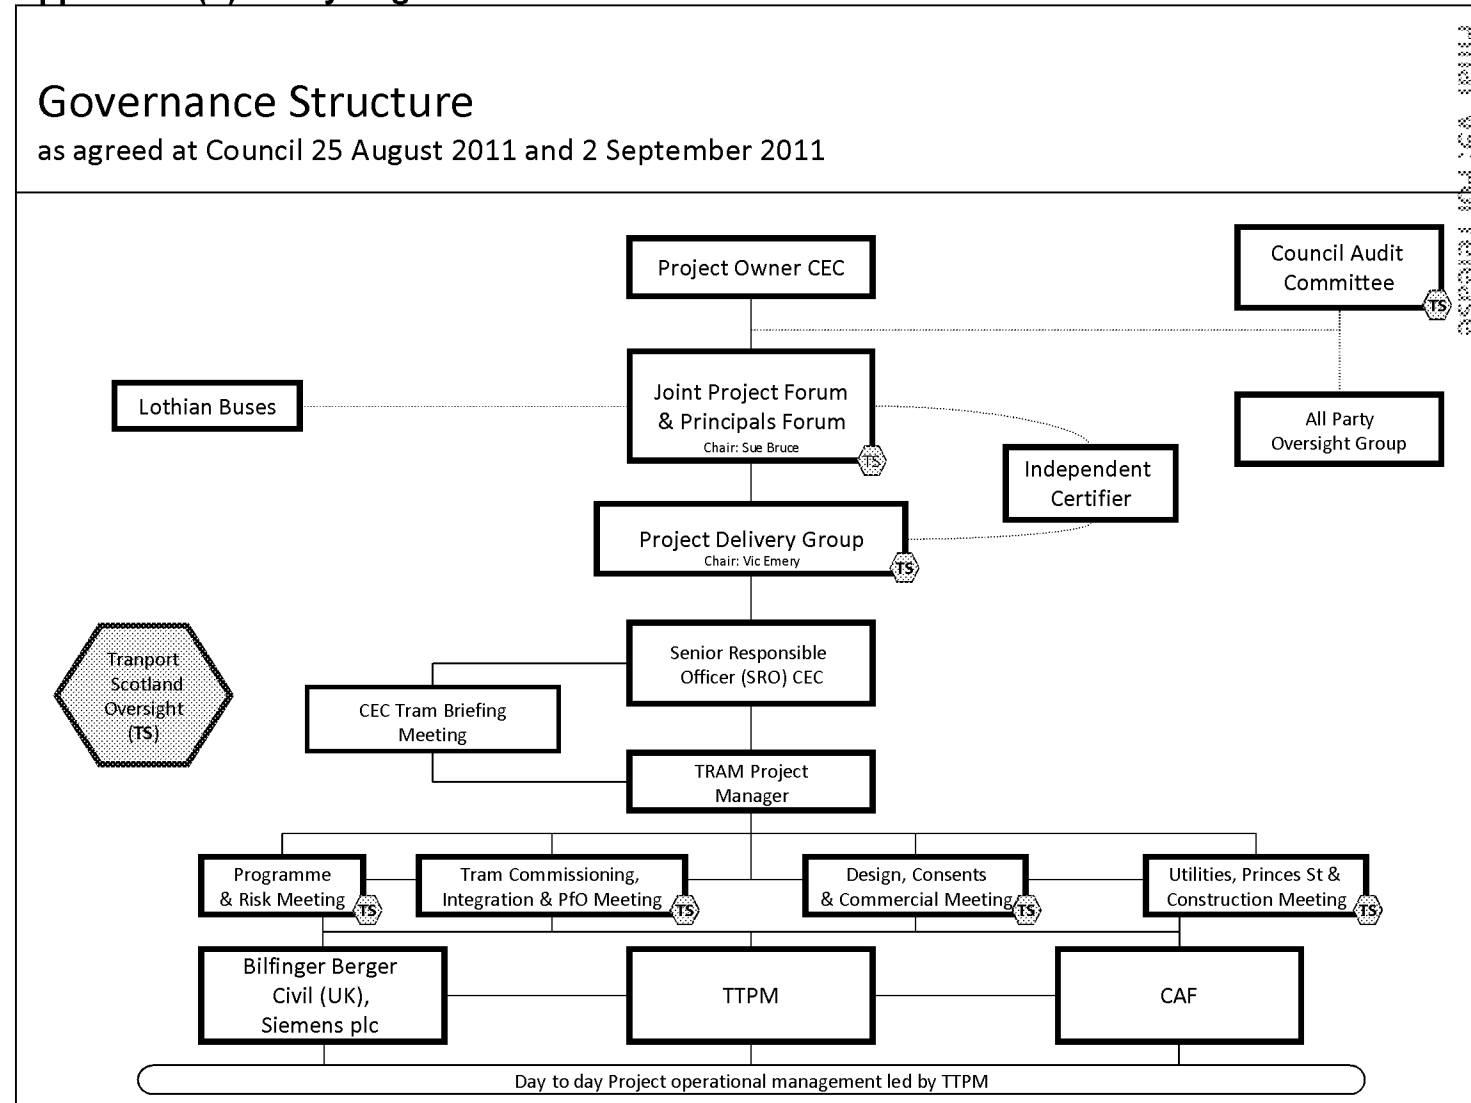 Governance Structure
as agreed at Council 25 August 2011 and 2 September 2011
Project Owner CEC
Council Audit
Committee
TS
Lothian Buses
Joint Project Forum
& Principals Forum
Chair: Sue Bruce
TS
All Party
Oversight Group
Independent
Certifier
Project Delivery Group
Chair: Vic Emery
TS
Tranport
Scotland
Oversight
(TS)
Senior Responsible
Officer (SRO) CEC
CEC Tram Briefing
Meeting
TRAM Project
Manager
Programme
& Risk Meeting
TS
Tram Commissioning,
Integration & PfO Meeting
TS
Design, Consents
& Commercial Meeting
TS
Utilities, Princes St &
Construction Meeting
TS
Bilfinger Berger
Civil (UK),
Siemens plc
TTPM
CAF
Day to day Project operational management led by TTPM